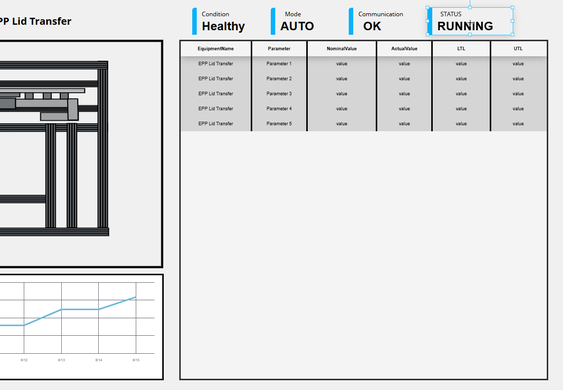 PP Lid Transfer
Condition Mode Communication STATUS
Healthy AUTO OK RUNNING
EquipmentName Parameter NominalValue ActualValue LTL UTL
EPP Lid Transfer Parameter 1 value value value value
EPP Lid Transfer Parameter 2 value value value value
EPP Lid Transfer Parameter 3 value value value value
EPP Lid Transfer Parameter 4 value value value value
EPP Lid Transfer Parameter 5 value value value value